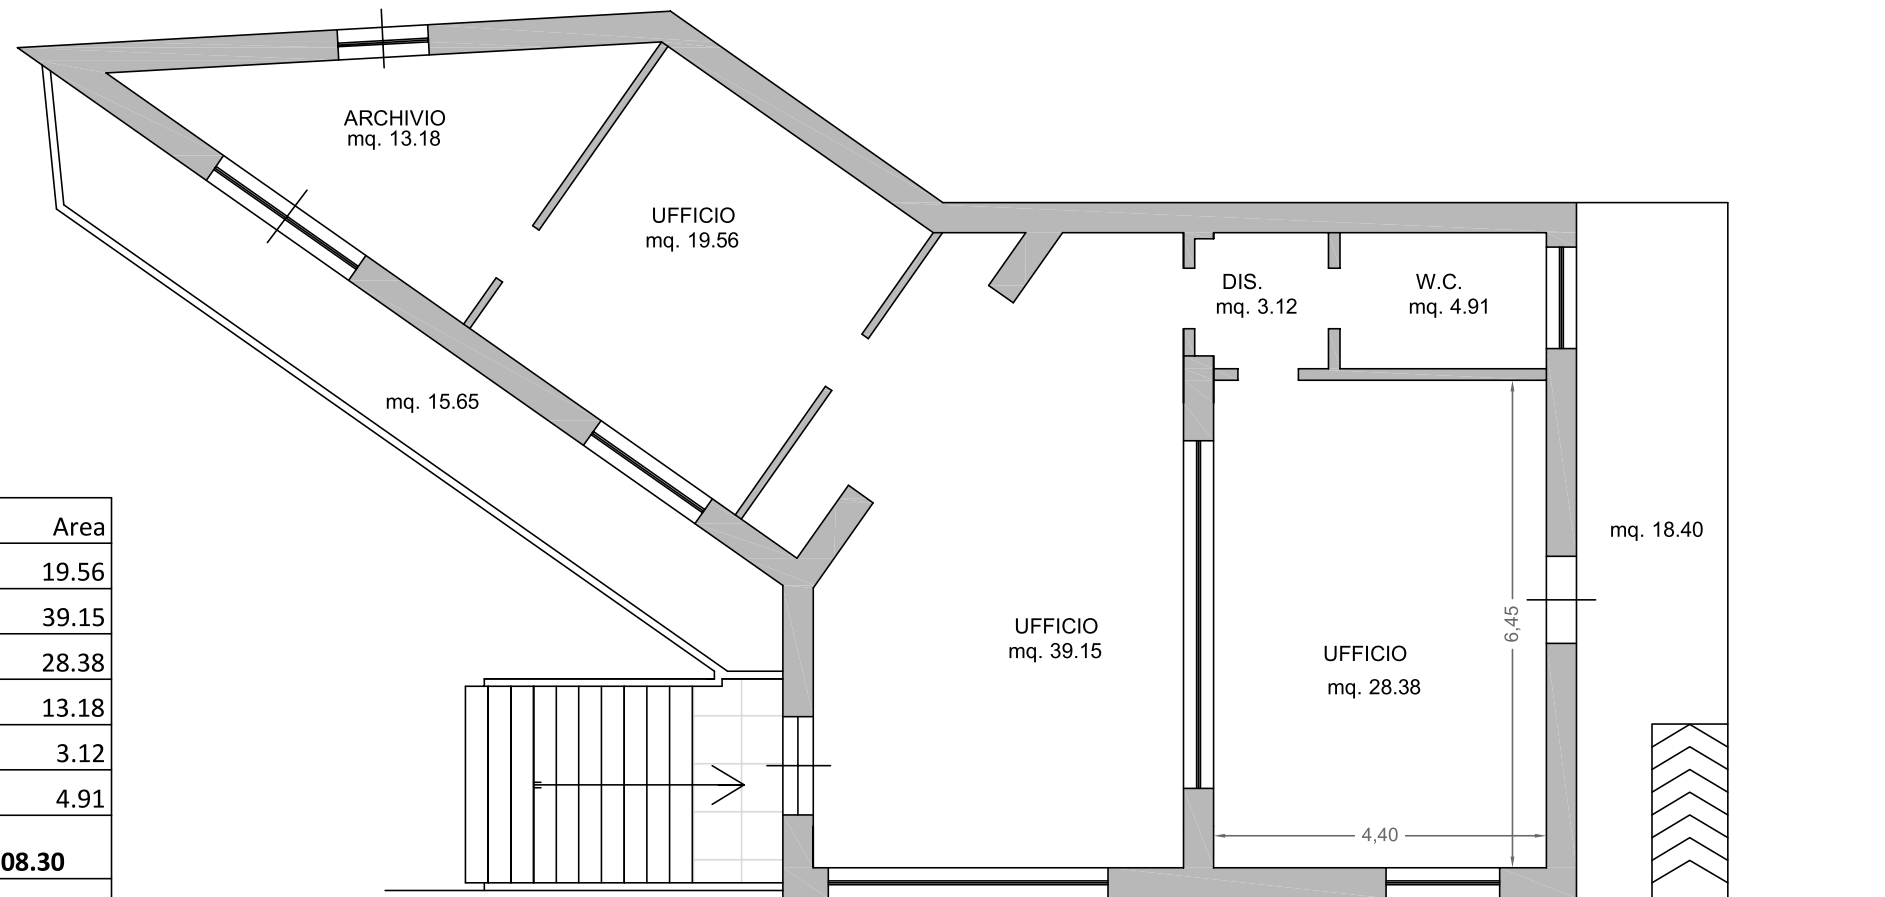 ARCHIVIO
mq. 13.18
UFFICIO
mq. 19.56
DIS.
mq. 3.12
W.C.
mq. 4.91
mq. 15.65
mq. 18.40
UFFICIO
mq. 39.15
UFFICIO
mq. 28.38
6,45
4,40
Area
19.56
39.15
28.38
13.18
3.12
4.91
08.30